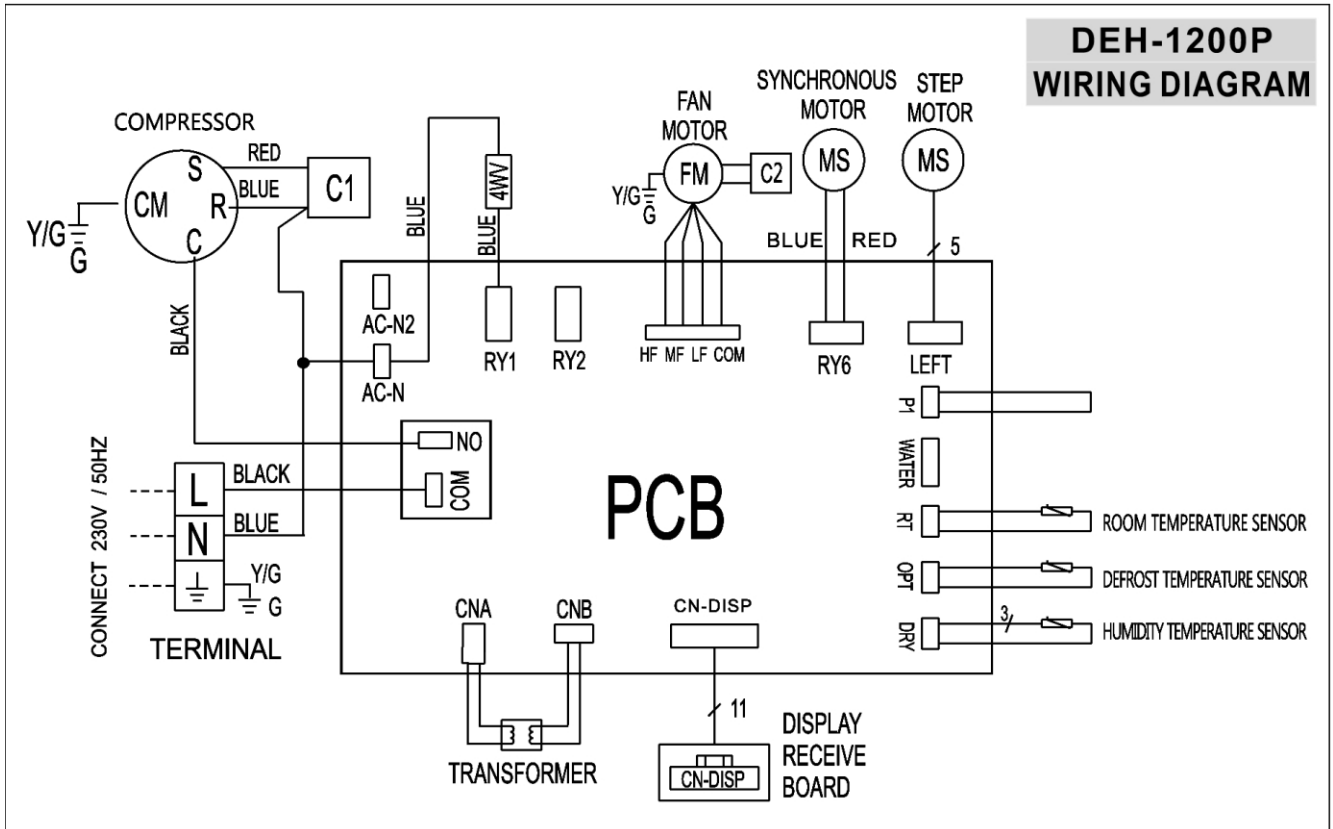 DEH-1200P
WIRING DIAGRAM
COMPRESSOR
S
RED
CM
R
BLUE
C1
C
Y/G
G
BLACK
BLUE
4WV
BLUE
FAN
MOTOR
FM
C2
Y/G
G
SYNCHRONOUS
MOTOR
MS
BLUE
RED
STEP
MOTOR
MS
5
AC-N2
AC-N
RY1
RY2
HF MF LF COM
RY6
LEFT
P1
WATER
RT
ROOM TEMPERATURE SENSOR
OPT
DEFROST TEMPERATURE SENSOR
DRY
3
HUMIDITY TEMPERATURE SENSOR
NO
COM
PCB
CONNECT 230V / 50HZ
L
BLACK
N
BLUE
Y/G
G
TERMINAL
CNA
CNB
TRANSFORMER
CN-DISP
11
CN-DISP
DISPLAY
RECEIVE
BOARD